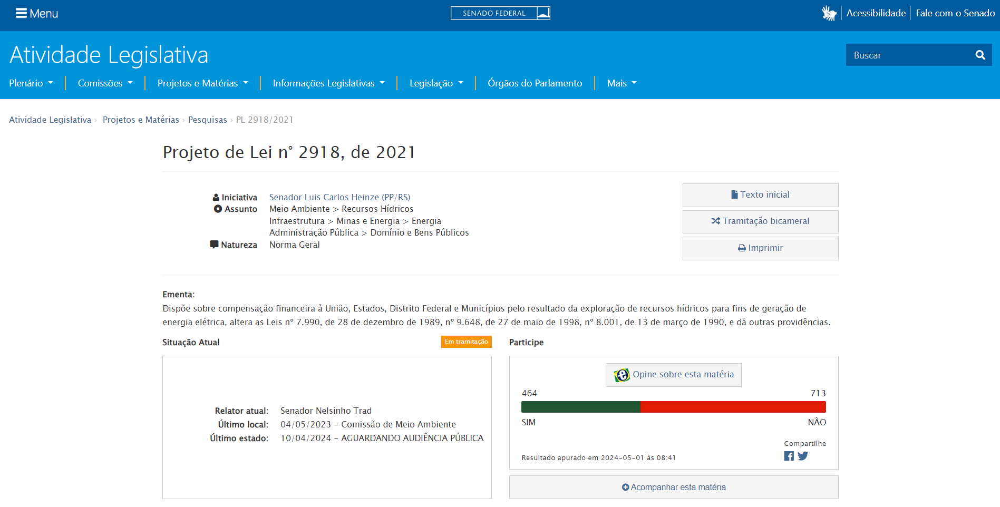 Menu
SENADO FEDERAL
Acessibilidade
Fale com o Senado
Atividade Legislativa
Buscar
Plenário
Comissões
Projetos e Matérias
Informações Legislativas
Legislação
Órgãos do Parlamento
Mais
Atividade Legislativa › Projetos e Matérias › Pesquisas › PL 2918/2021
Projeto de Lei n° 2918, de 2021
Iniciativa Senador Luis Carlos Heinze (PP/RS)
Assunto Meio Ambiente > Recursos Hídricos
Infraestrutura > Minas e Energia > Energia
Administração Pública > Domínio e Bens Públicos
Natureza Norma Geral
Texto inicial
Tramitação bicameral
Imprimir
Ementa:
Dispõe sobre compensação financeira à União, Estados, Distrito Federal e Municípios pelo resultado da exploração de recursos hídricos para fins de geração de
energia elétrica, altera as Leis nº 7.990, de 28 de dezembro de 1989, nº 9.648, de 27 de maio de 1998, nº 8.001, de 13 de março de 1990, e dá outras providências.
Situação Atual
Em tramitação
Relator atual: Senador Nelsinho Trad
Último local: 04/05/2023 - Comissão de Meio Ambiente
Último estado: 10/04/2024 - AGUARDANDO AUDIÊNCIA PÚBLICA
Participe
Opine sobre esta matéria
464 713
SIM NÃO
Compartilhe
Resultado apurado em 2024-05-01 às 08:41
Acompanhar esta matéria